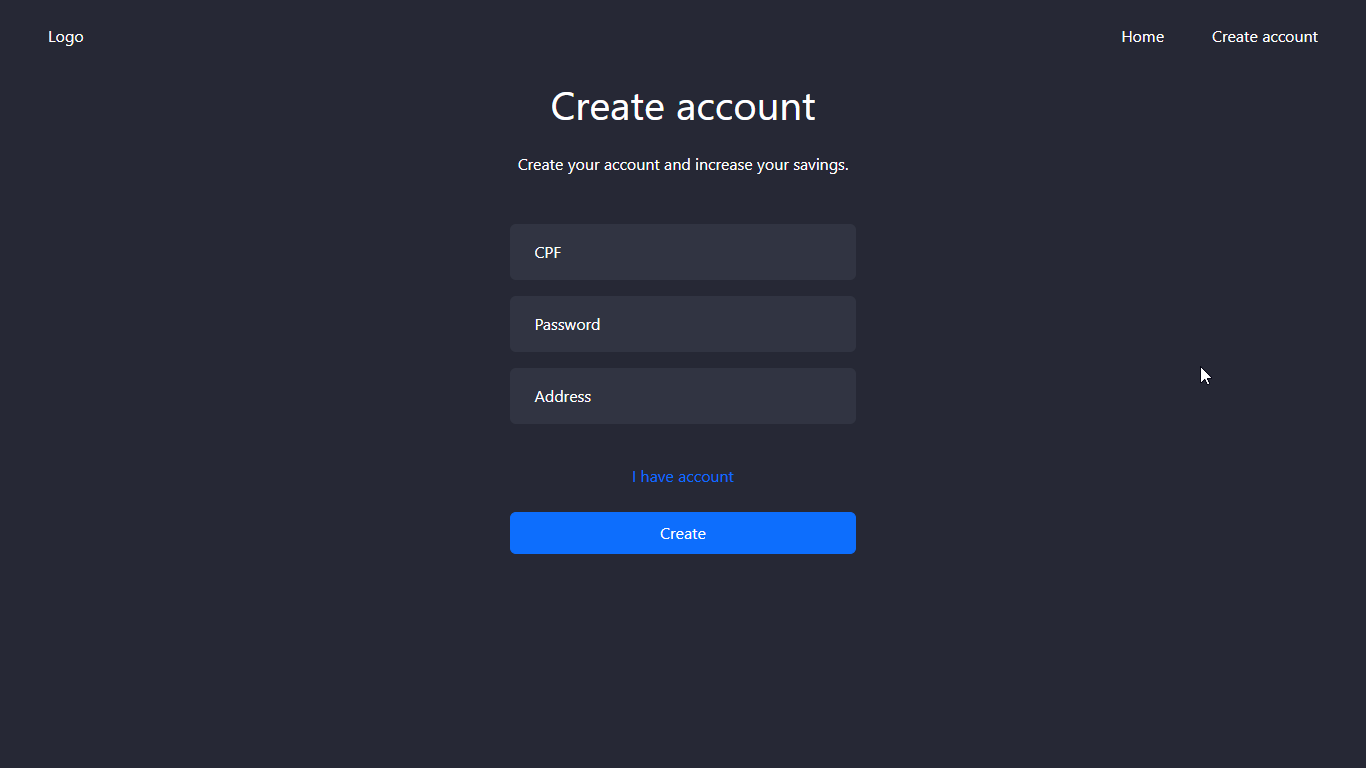 Logo
Home
Create account
Create account
Create your account and increase your savings.
CPF
Password
Address
I have account
Create